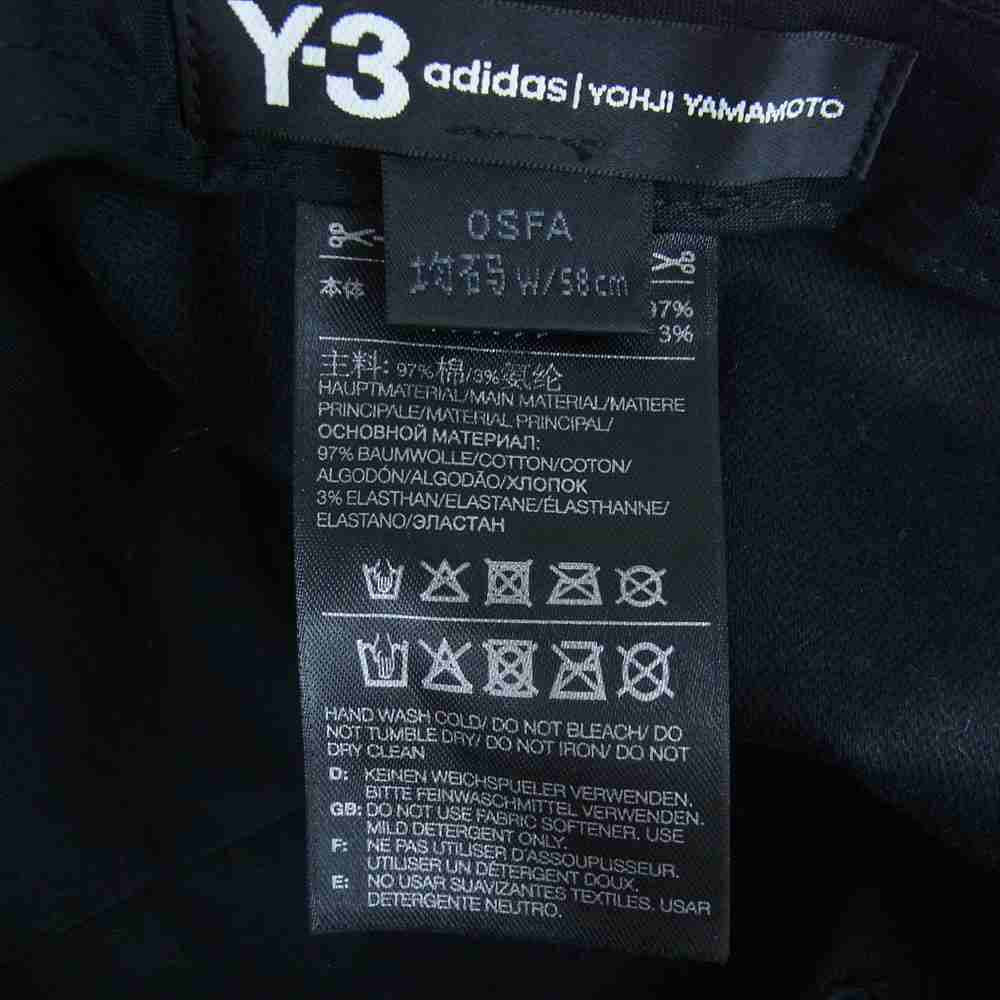 Y-3 adidas | YOHJI YAMAMOTO
OSFA
均码 W/58cm
本体
97%
3%
主料: 97%棉/3%氨纶
HAUPTMATERIAL/MAIN MATERIAL/MATIERE
PRINCIPALE/MATERIAL PRINCIPAL/
ОСНОВНОЙ МАТЕРИАЛ:
97% BAUMWOLLE/COTTON/COTON/
ALGODÓN/ALGODÃO/ХЛОПОК
3% ELASTHAN/ELASTANE/ÉLASTHANNE/
ELASTANO/ЭЛАСТАН
HAND WASH COLD/ DO NOT BLEACH/ DO
NOT TUMBLE DRY/ DO NOT IRON/ DO NOT
DRY CLEAN
D: KEINEN WEICHSPUELER VERWENDEN.
BITTE FEINWASCHMITTEL VERWENDEN.
GB: DO NOT USE FABRIC SOFTENER. USE
MILD DETERGENT ONLY.
F: NE PAS UTILISER D'ASSOUPLISSEUR.
UTILISER UN DÉTERGENT DOUX.
E: NO USAR SUAVIZANTES TEXTILES. USAR
DETERGENTE NEUTRO.